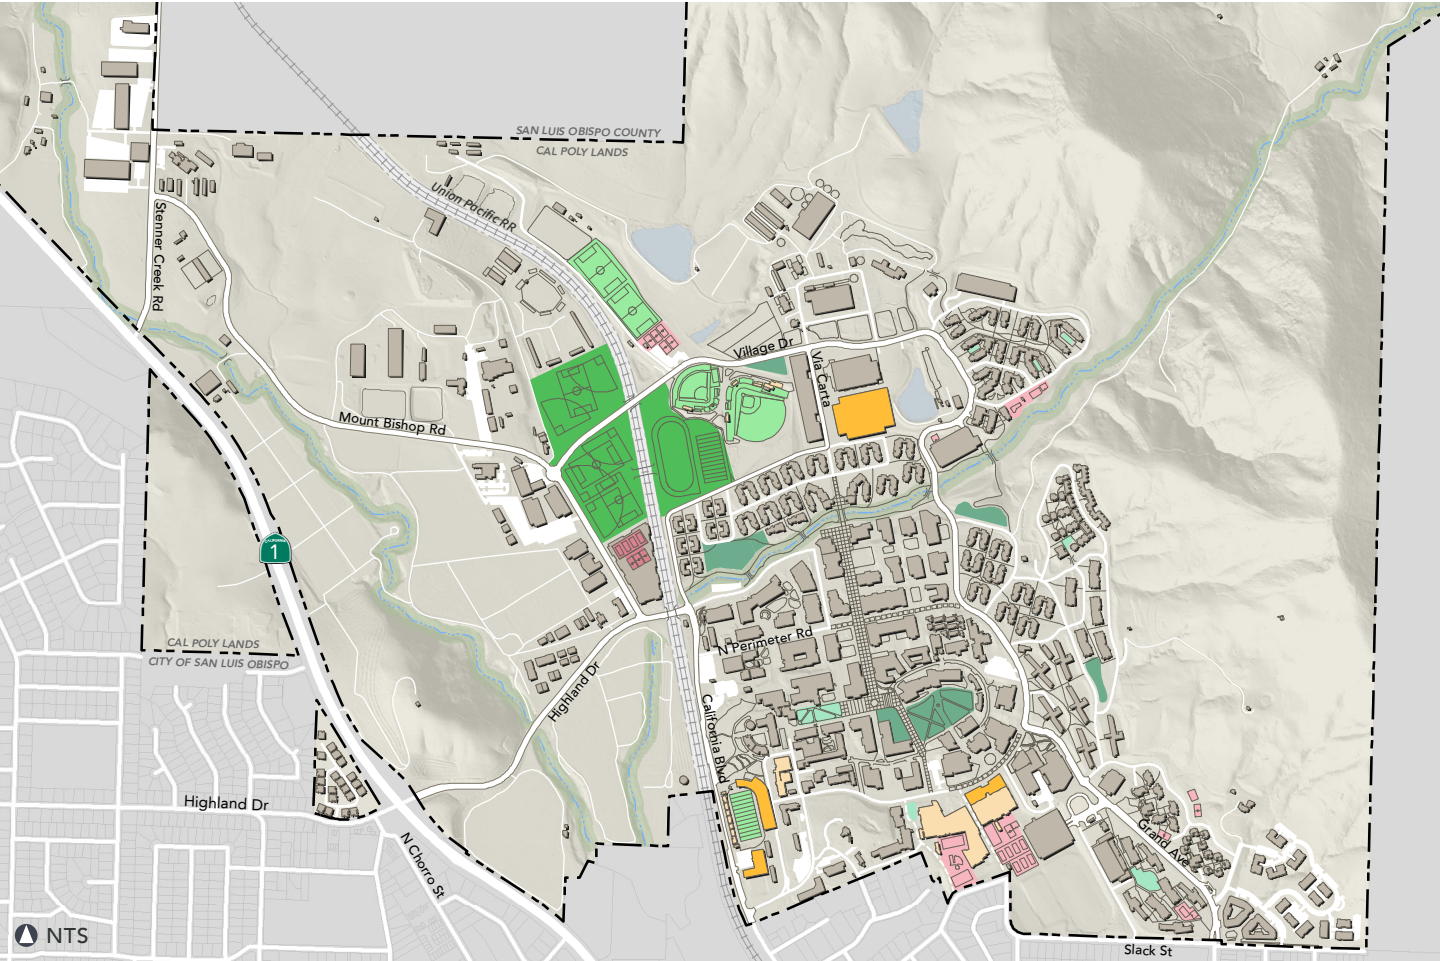 SAN LUIS OBISPO COUNTY
CAL POLY LANDS
Union Pacific RR
Stenner Creek Rd
Village Dr
Via Carta
Mount Bishop Rd
CALIFORNIA
1
CAL POLY LANDS
CITY OF SAN LUIS OBISPO
N Perimeter Rd
Highland Dr
California Blvd
Highland Dr
N Chorro St
Grand Ave
NTS
Slack St